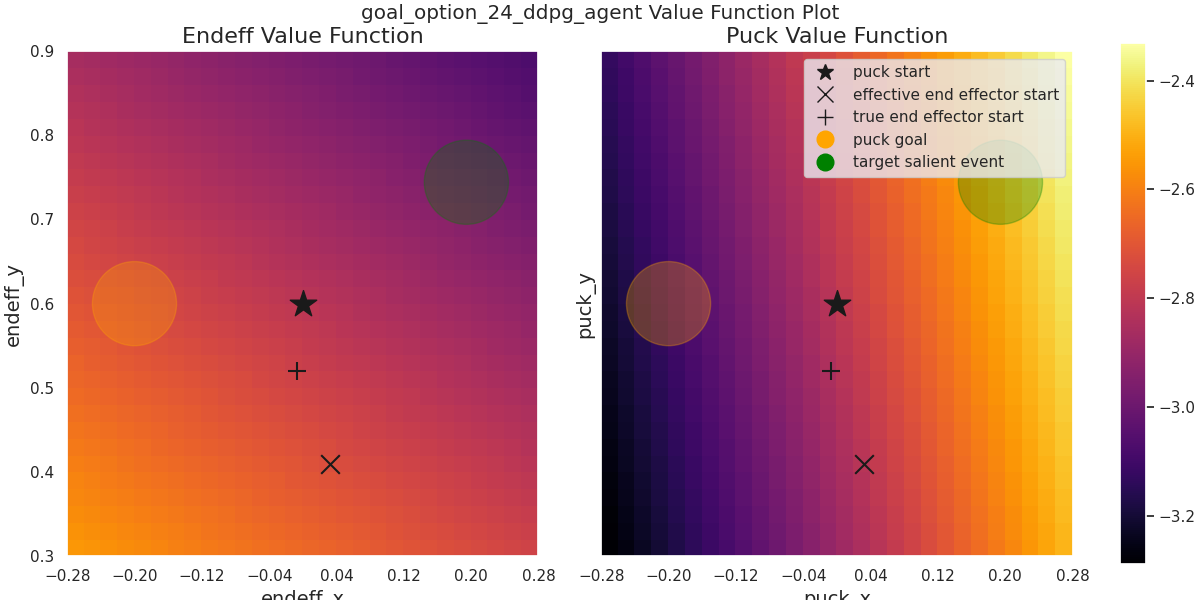 goal_option_24_ddpg_agent Value Function Plot
Endeff Value Function
Puck Value Function
0.9
0.8
0.7
0.6
0.5
0.4
0.3
endeff_y
−0.28 −0.20 −0.12 −0.04 0.04 0.12 0.20 0.28
endeff_x
puck_y
puck start
effective end effector start
true end effector start
puck goal
target salient event
−0.28 −0.20 −0.12 −0.04 0.04 0.12 0.20 0.28
puck_x
−2.4
−2.6
−2.8
−3.0
−3.2